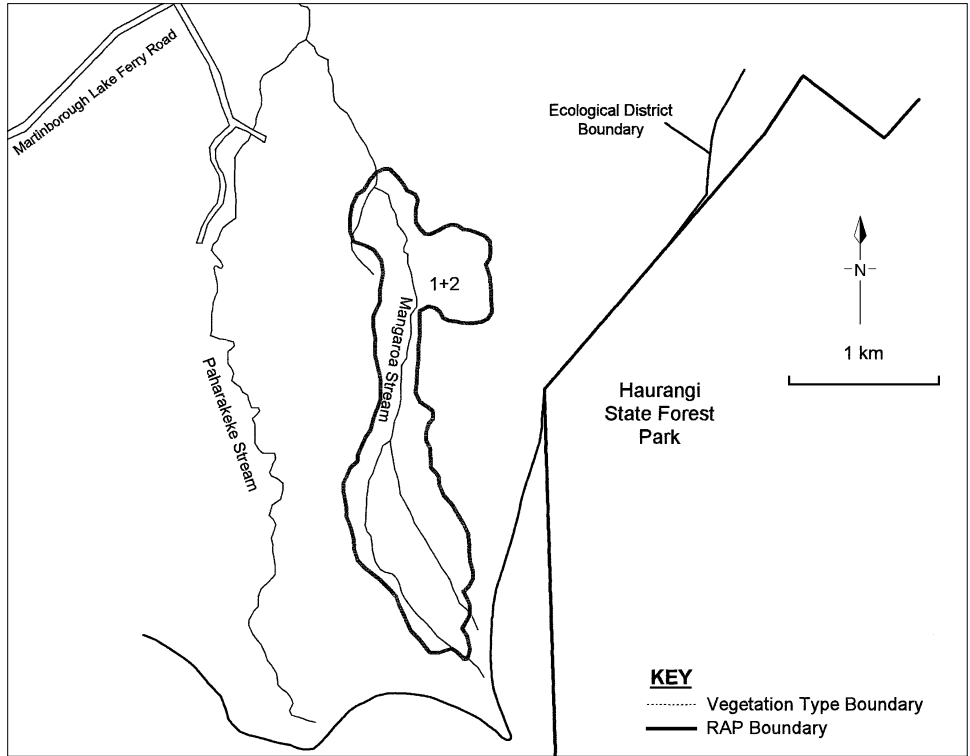 Martinborough Lake Ferry Road
Ecological District
Boundary
-N-
1 km
1+2
Mangaroa Stream
Paharakeke Stream
Haurangi
State Forest
Park
KEY
Vegetation Type Boundary
RAP Boundary